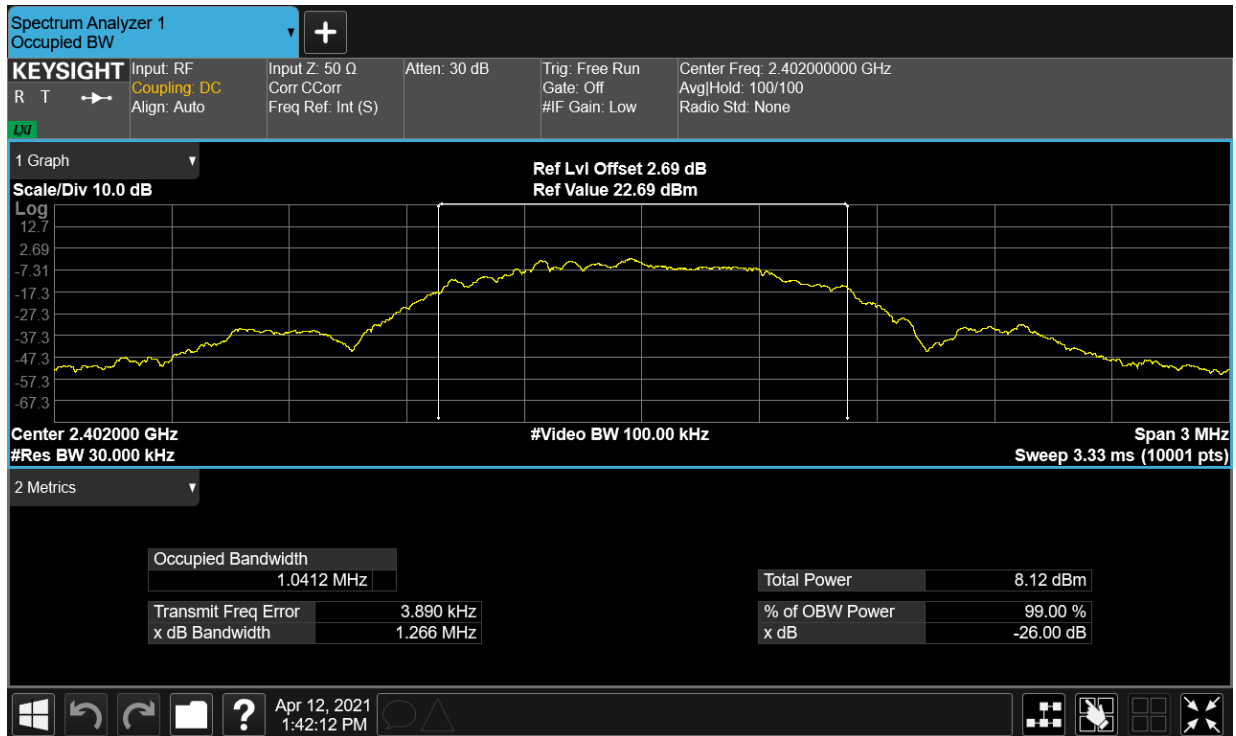 Spectrum Analyzer 1
Occupied BW
KEYSIGHT
R T
LXI
Input: RF
Coupling: DC
Align: Auto
Input Z: 50 Ω
Corr CCorr
Freq Ref: Int (S)
Atten: 30 dB
Trig: Free Run
Gate: Off
#IF Gain: Low
Center Freq: 2.402000000 GHz
Avg|Hold: 100/100
Radio Std: None
1 Graph
Scale/Div 10.0 dB
Ref Lvl Offset 2.69 dB
Ref Value 22.69 dBm
Log
12.7
2.69
-7.31
-17.3
-27.3
-37.3
-47.3
-57.3
-67.3
Center 2.402000 GHz
#Video BW 100.00 kHz
Span 3 MHz
#Res BW 30.000 kHz
Sweep 3.33 ms (10001 pts)
2 Metrics
Occupied Bandwidth
1.0412 MHz
Transmit Freq Error 3.890 kHz
x dB Bandwidth 1.266 MHz
Total Power 8.12 dBm
% of OBW Power 99.00 %
x dB -26.00 dB
?
Apr 12, 2021
1:42:12 PM